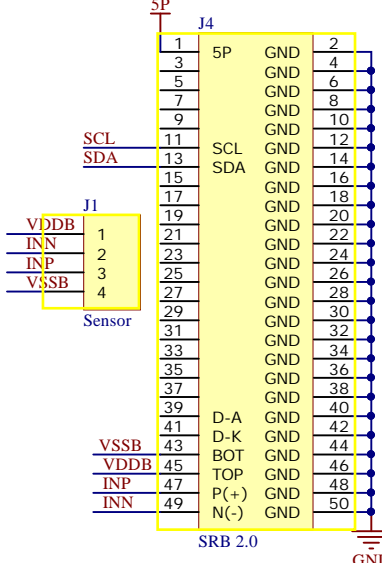 5P
J4
1 5P GND 2
3 GND 4
5 GND 6
7 GND 8
9 GND 10
SCL 11 SCL GND 12
SDA 13 SDA GND 14
15 GND 16
17 GND 18
19 GND 20
21 GND 22
23 GND 24
25 GND 26
27 GND 28
29 GND 30
31 GND 32
33 GND 34
35 GND 36
37 GND 38
39 D-A GND 40
41 D-K GND 42
VSSB 43 BOT GND 44
VDDB 45 TOP GND 46
INP 47 P(+) GND 48
INN 49 N(-) GND 50
SRB 2.0
GND
J1
VDDB 1
INN 2
INP 3
VSSB 4
Sensor